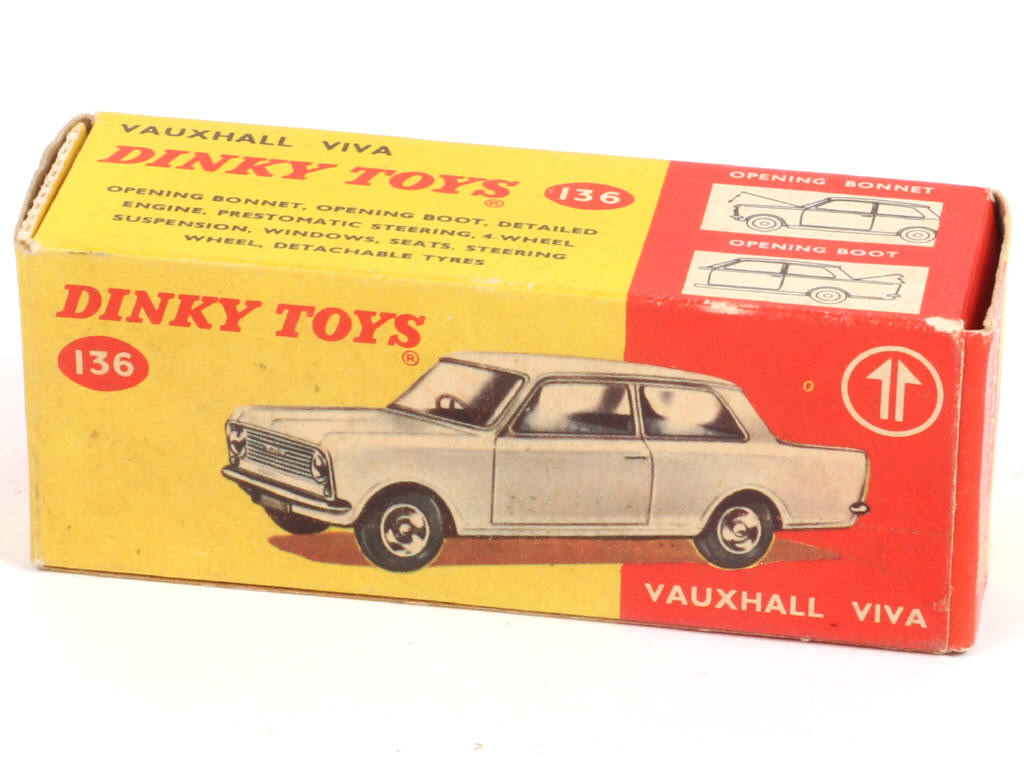 VAUXHALL VIVA
DINKY TOYS®
136
OPENING BONNET, OPENING BOOT, DETAILED
ENGINE, PRESTOMATIC STEERING, 4-WHEEL
SUSPENSION, WINDOWS, SEATS, STEERING
WHEEL, DETACHABLE TYRES
OPENING BONNET
OPENING BOOT
DINKY TOYS®
136
VAUXHALL VIVA